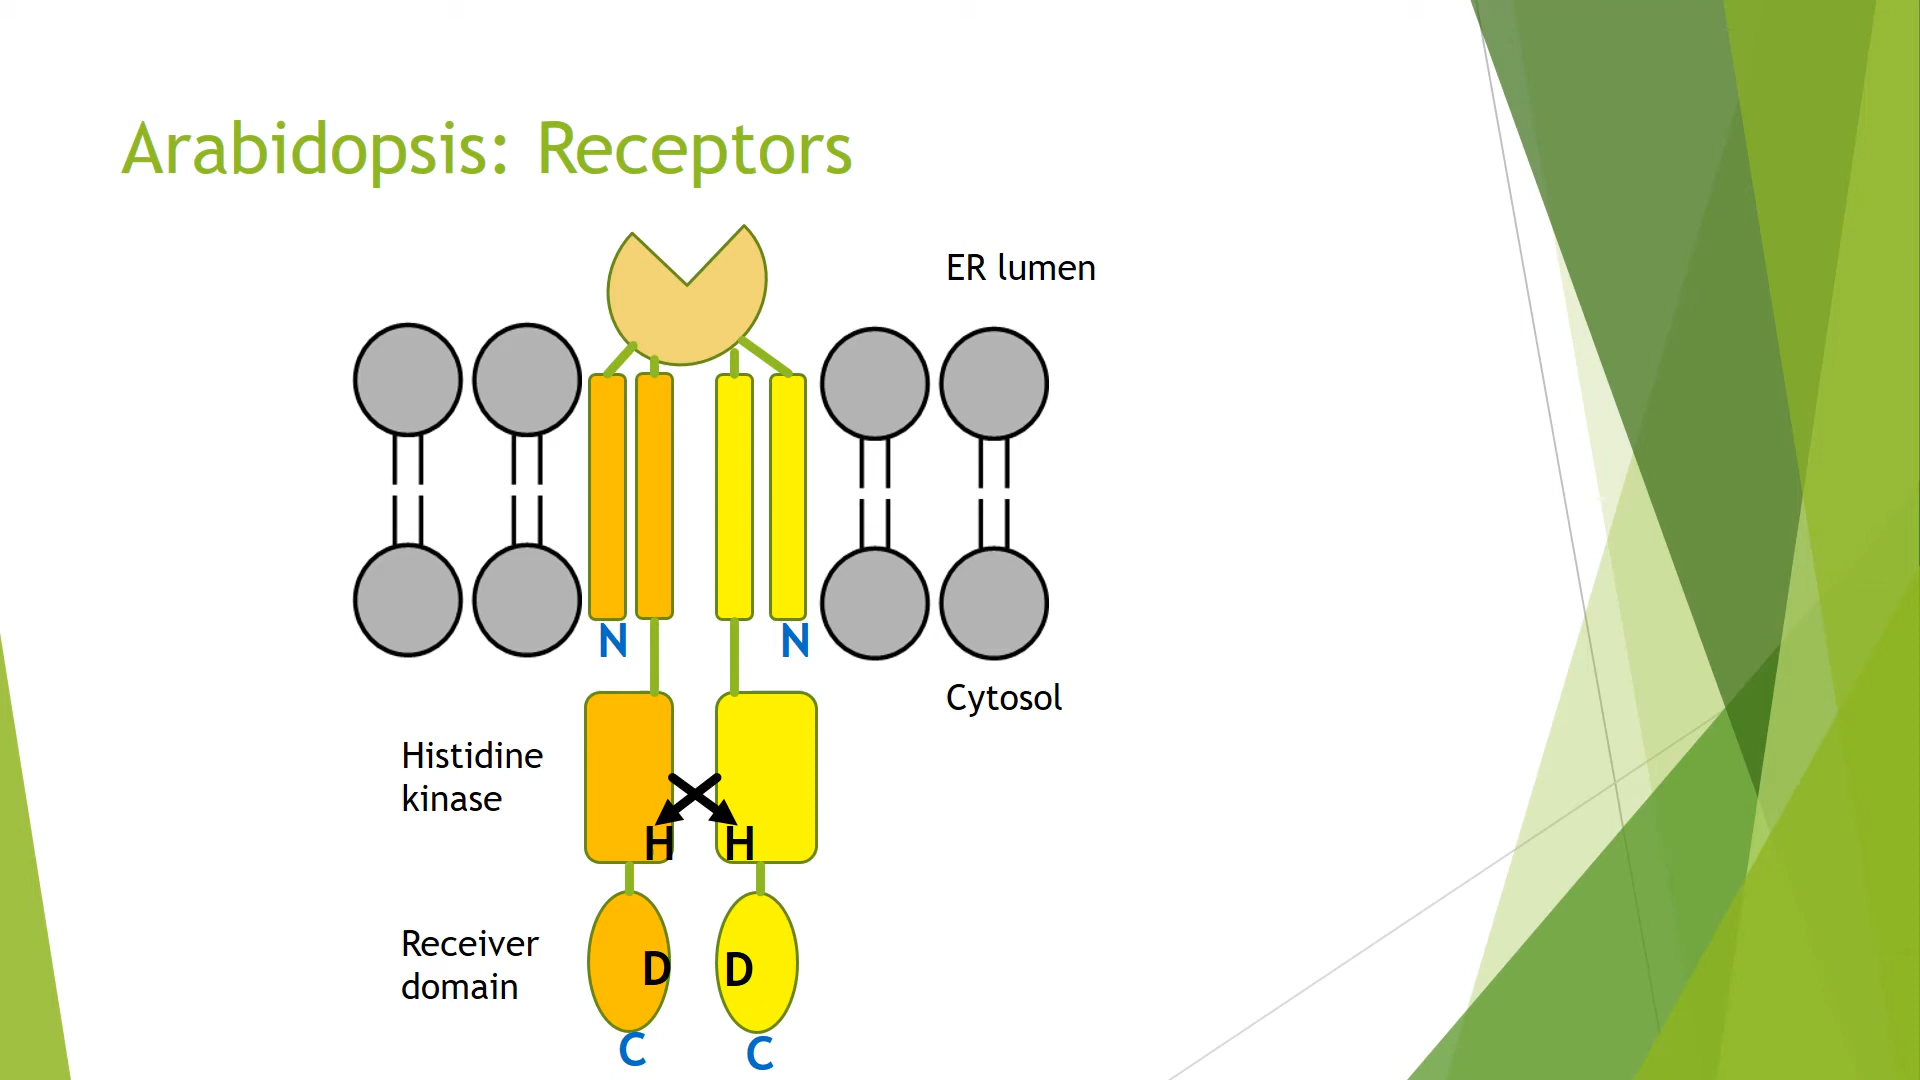 Arabidopsis: Receptors
ER lumen
N N
Cytosol
Histidine
kinase
H H
Receiver
domain
D D
C C